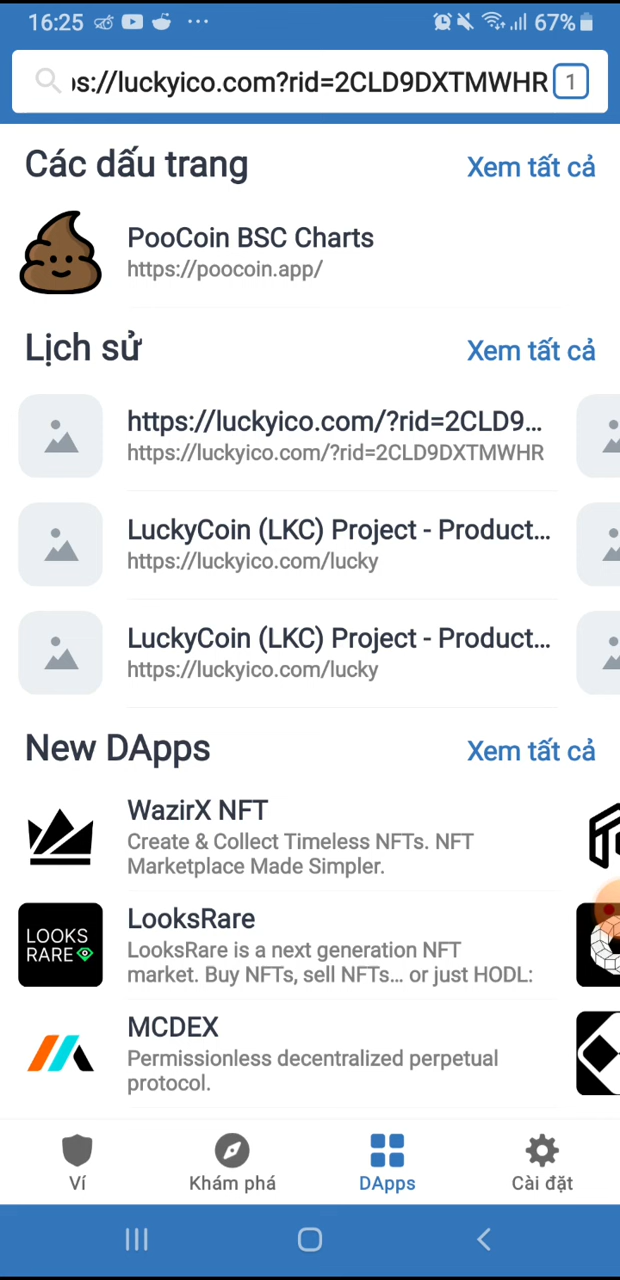 16:25
67%
ps://luckyico.com?rid=2CLD9DXTMWHR
1
Các dấu trang
Xem tất cả
PooCoin BSC Charts
https://poocoin.app/
Lịch sử
Xem tất cả
https://luckyico.com/?rid=2CLD9...
https://luckyico.com/?rid=2CLD9DXTMWHR
LuckyCoin (LKC) Project - Product...
https://luckyico.com/lucky
LuckyCoin (LKC) Project - Product...
https://luckyico.com/lucky
New DApps
Xem tất cả
WazirX NFT
Create & Collect Timeless NFTs. NFT
Marketplace Made Simpler.
LOOKS
RARE
LooksRare
LooksRare is a next generation NFT
market. Buy NFTs, sell NFTs... or just HODL:
MCDEX
Permissionless decentralized perpetual
protocol.
Ví
Khám phá
DApps
Cài đặt